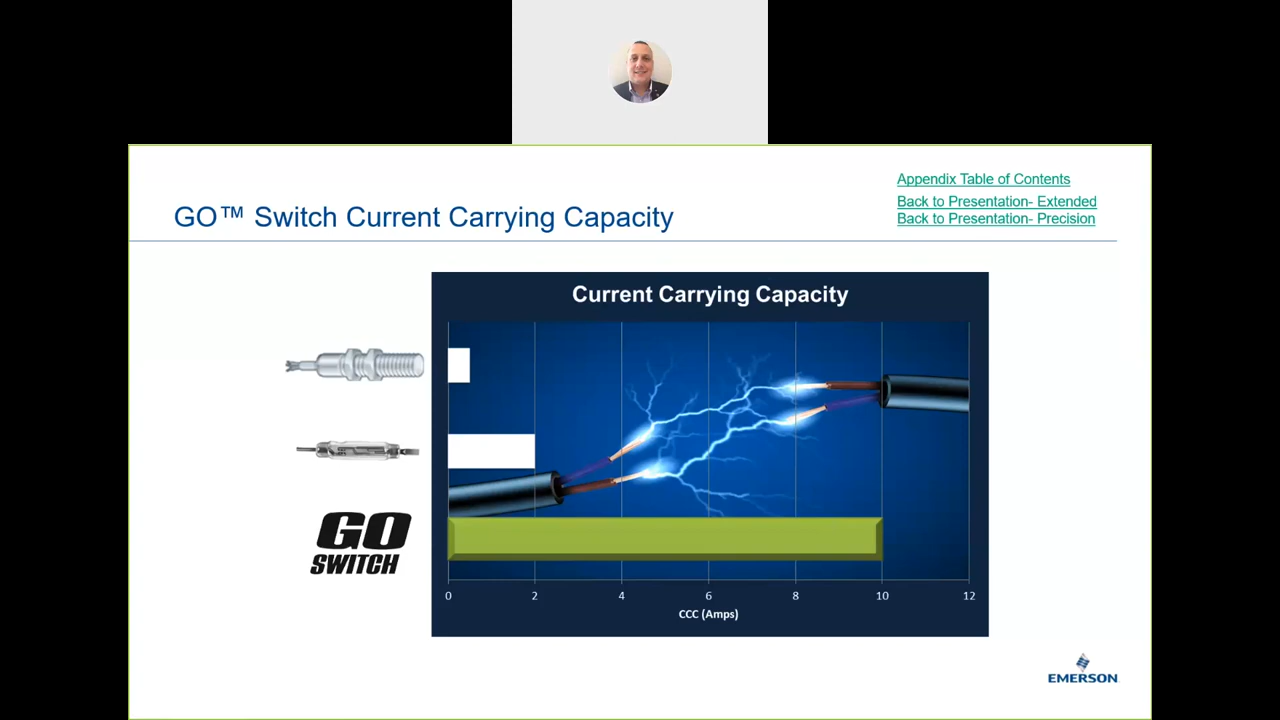 Appendix Table of Contents
Back to Presentation- Extended
Back to Presentation- Precision
GO™ Switch Current Carrying Capacity
Current Carrying Capacity
GO
SWITCH
0 2 4 6 8 10 12
CCC (Amps)
EMERSON